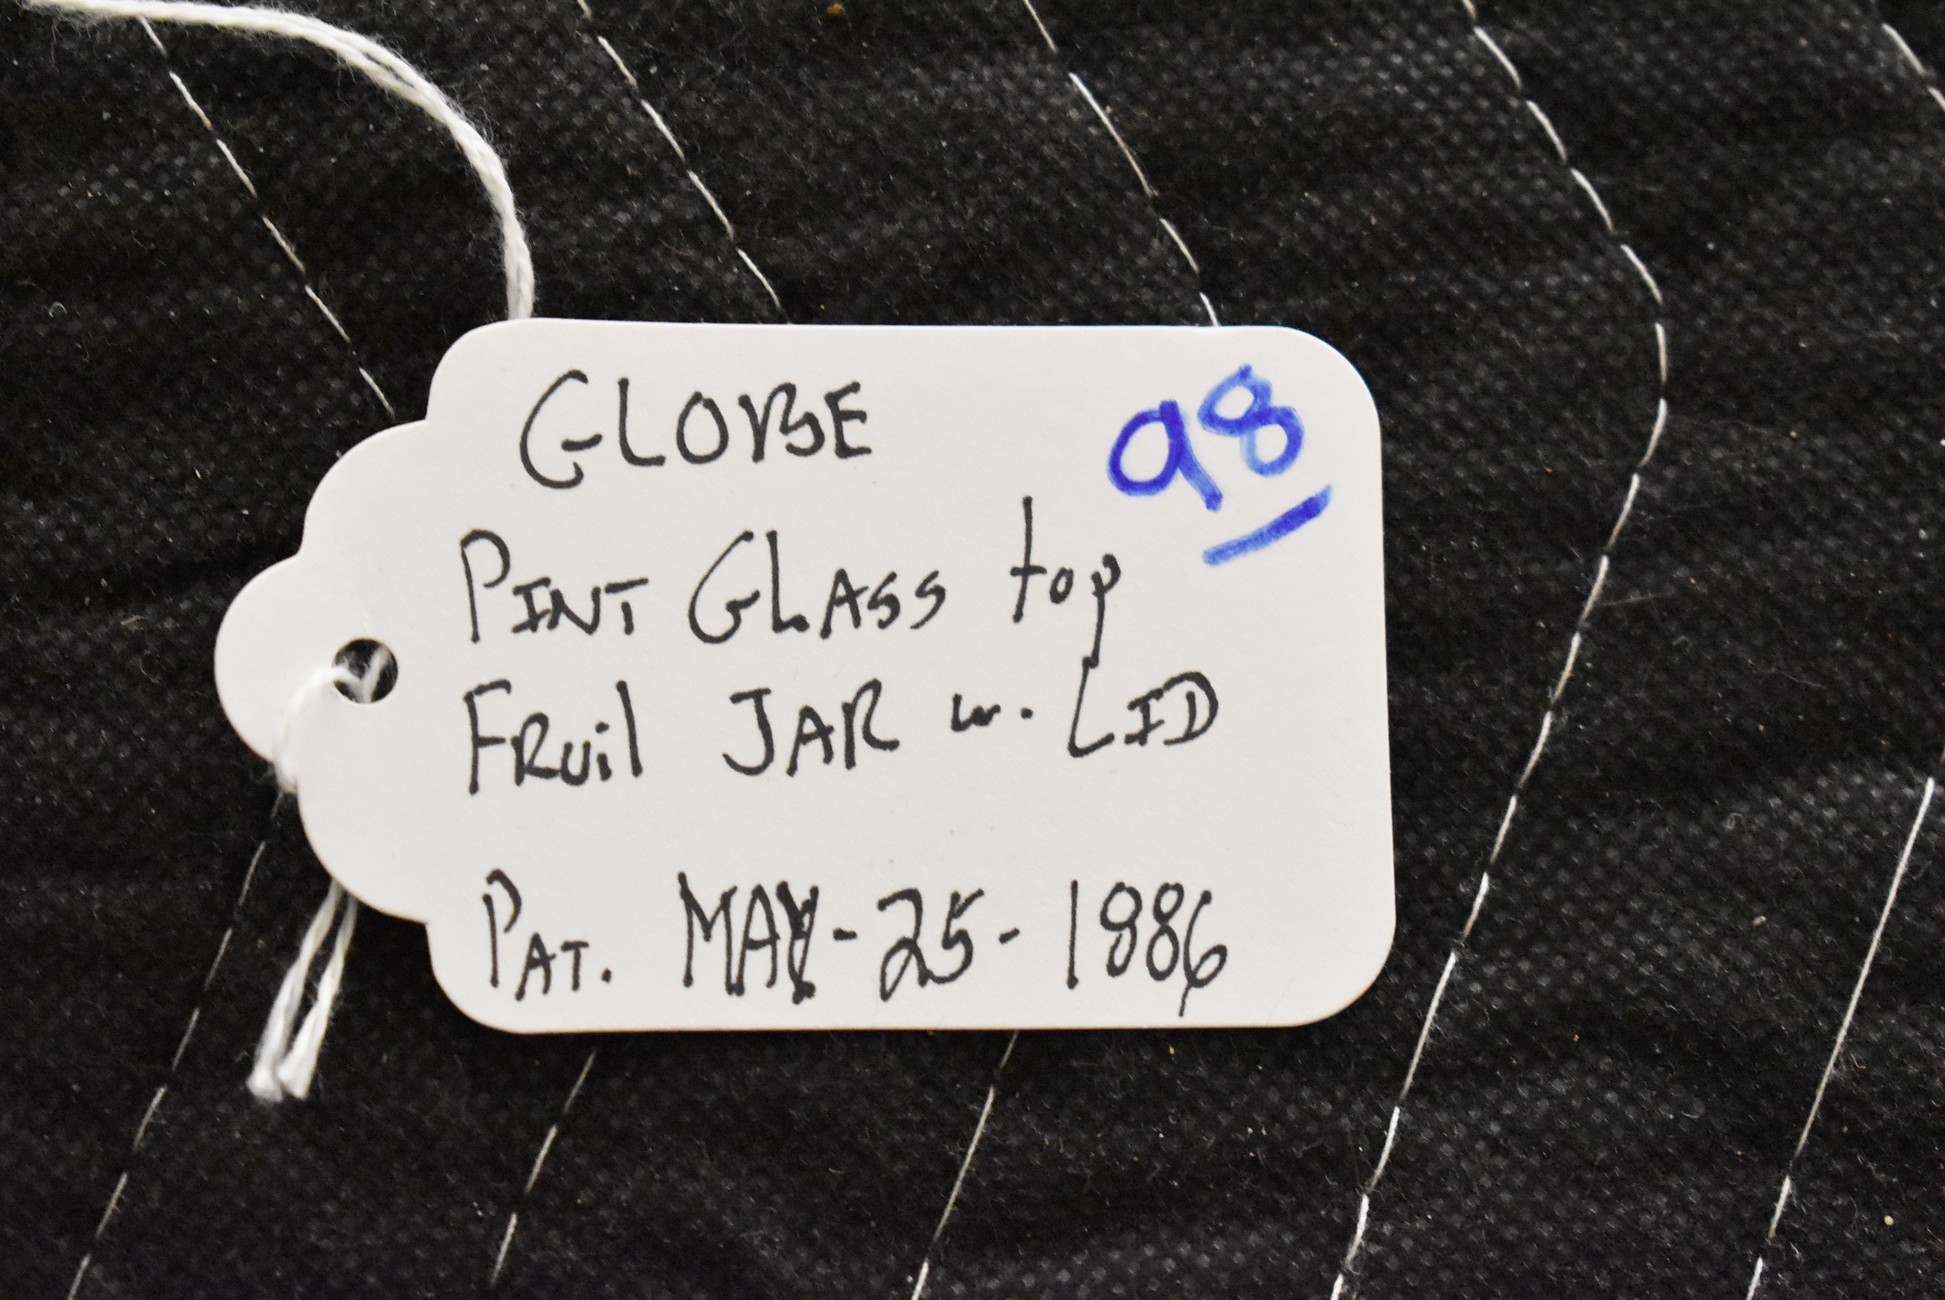 GLOBE 98
PINT GLASS top
FRuil JAR w. LID
PAT. MAY-25-1886